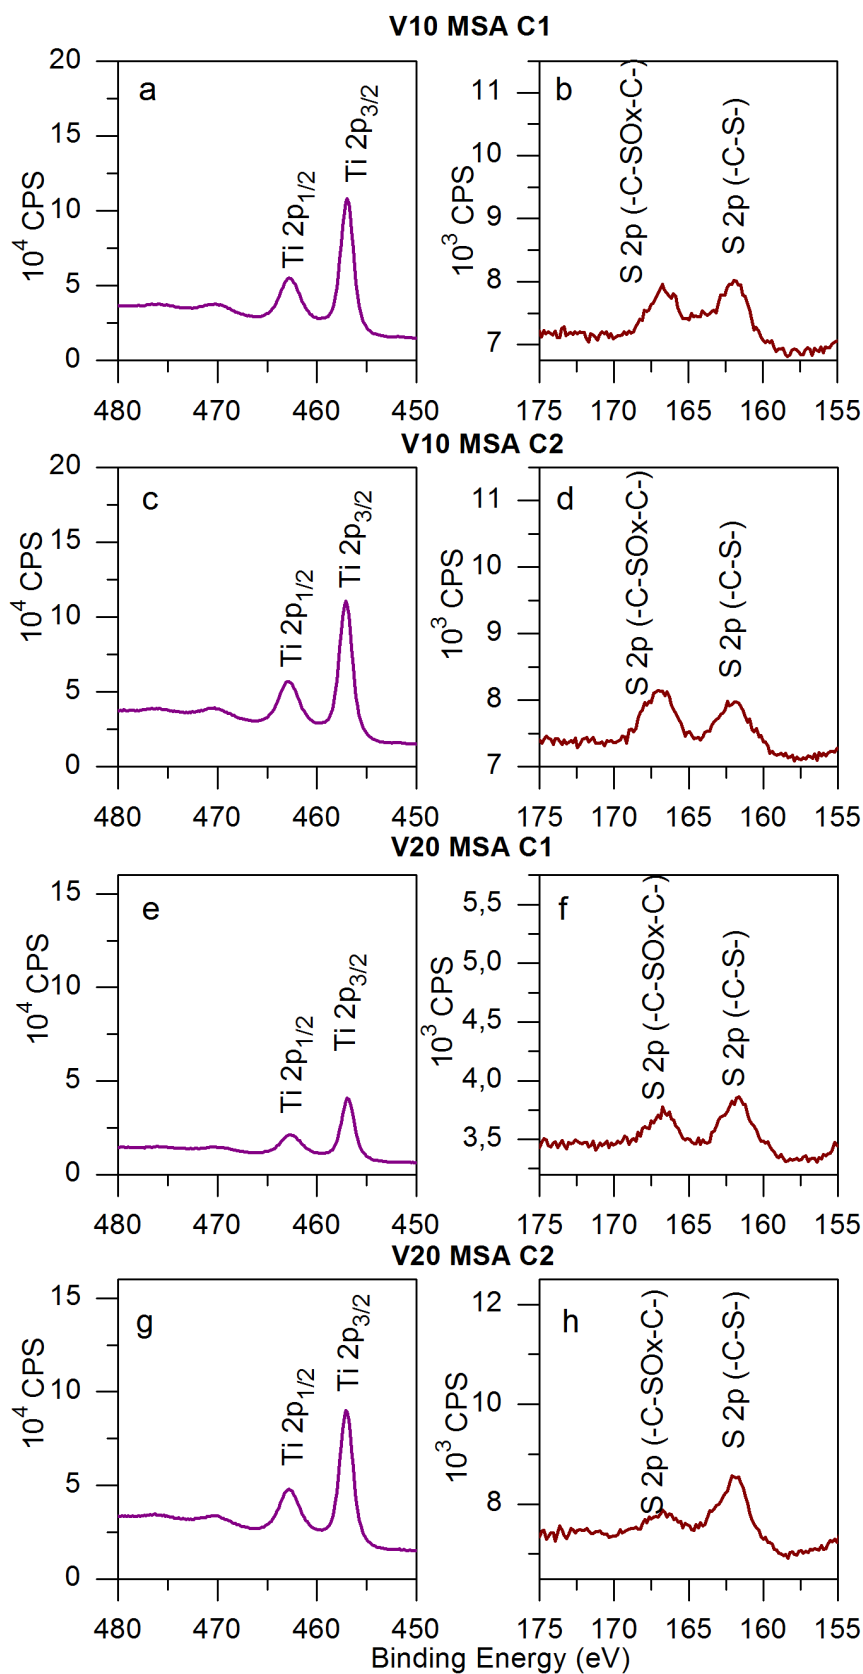 V10 MSA C1
a
Ti 2p1/2
Ti 2p3/2
10^4 CPS
20
15
10
5
0
480 470 460 450
b
S 2p (-C-SOx-C-)
S 2p (-C-S-)
10^3 CPS
11
10
9
8
7
175 170 165 160 155
V10 MSA C2
c
Ti 2p1/2
Ti 2p3/2
10^4 CPS
20
15
10
5
0
480 470 460 450
d
S 2p (-C-SOx-C-)
S 2p (-C-S-)
10^3 CPS
11
10
9
8
7
175 170 165 160 155
V20 MSA C1
e
Ti 2p1/2
Ti 2p3/2
10^4 CPS
15
10
5
0
480 470 460 450
f
S 2p (-C-SOx-C-)
S 2p (-C-S-)
10^3 CPS
5,5
5,0
4,5
4,0
3,5
175 170 165 160 155
V20 MSA C2
g
Ti 2p1/2
Ti 2p3/2
10^4 CPS
15
10
5
0
480 470 460 450
h
S 2p (-C-SOx-C-)
S 2p (-C-S-)
10^3 CPS
12
10
8
175 170 165 160 155
Binding Energy (eV)